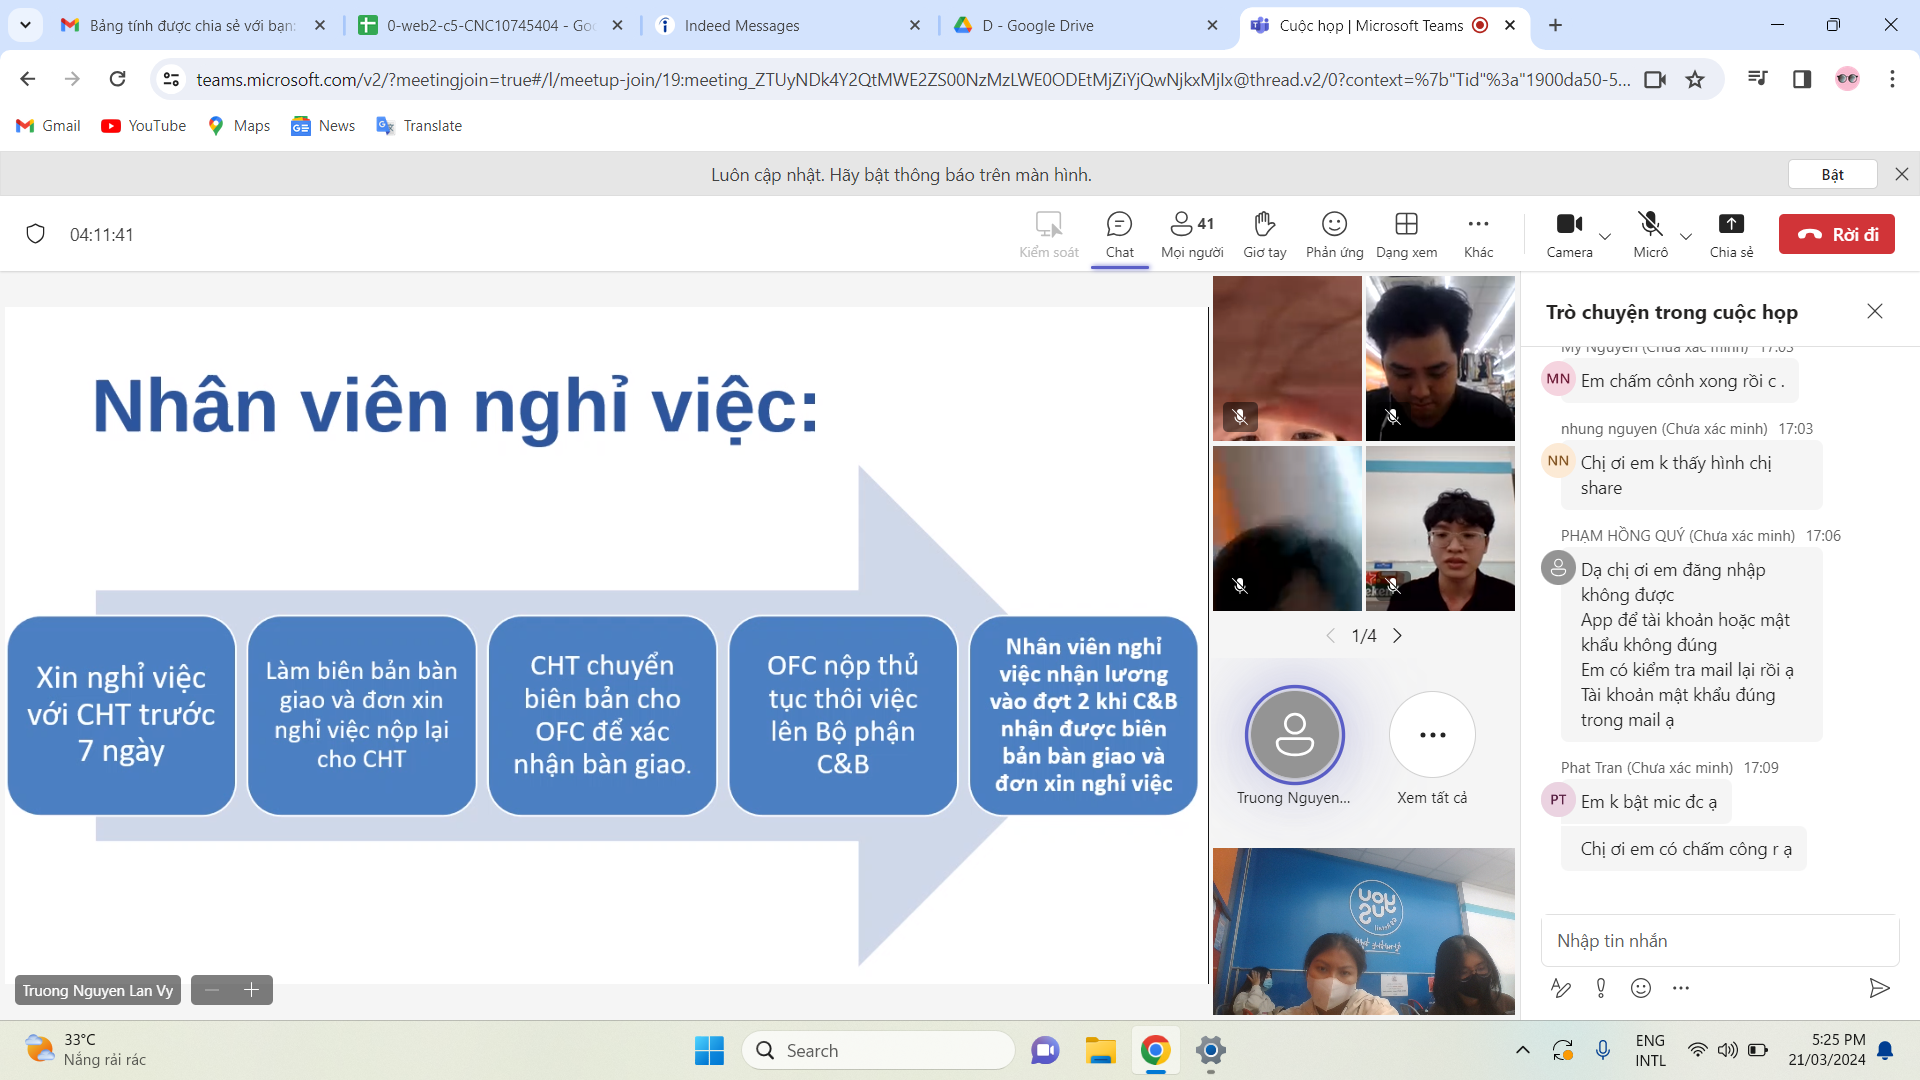 Bảng tính được chia sẻ với bạn:
0-web2-c5-CNC10745404 - Goo
Indeed Messages
D - Google Drive
Cuộc họp | Microsoft Teams
teams.microsoft.com/v2/?meetingjoin=true#/l/meetup-join/19:meeting_ZTUyNDk4Y2QtMWE2ZS00NzMzLWE0ODEtMjZiYjQwNjkxMjIx@thread.v2/0?context=%7b"Tid"%3a"1900da50-5...
Gmail
YouTube
Maps
News
Translate
Luôn cập nhật. Hãy bật thông báo trên màn hình.
Bật
04:11:41
Kiểm soát
Chat
41
Mọi người
Giơ tay
Phản ứng
Dạng xem
Khác
Camera
Micrô
Chia sẻ
Rời đi
Nhân viên nghỉ việc:
Xin nghỉ việc
với CHT trước
7 ngày
Làm biên bản bàn
giao và đơn xin
nghỉ việc nộp lại
cho CHT
CHT chuyển
biên bản cho
OFC để xác
nhận bàn giao.
OFC nộp thủ
tục thôi việc
lên Bộ phận
C&B
Nhân viên nghỉ
việc nhận lương
vào đợt 2 khi C&B
nhận được biên
bản bàn giao và
đơn xin nghỉ việc
Truong Nguyen Lan Vy
1/4
Truong Nguyen...
Xem tất cả
Trò chuyện trong cuộc họp
My Nguyen (Chưa xác minh) 17:03
MN
Em chấm cônh xong rồi c .
nhung nguyen (Chưa xác minh) 17:03
NN
Chị ơi em k thấy hình chị
share
PHẠM HỒNG QUÝ (Chưa xác minh) 17:06
Dạ chị ơi em đăng nhập
không được
App để tài khoản hoặc mật
khẩu không đúng
Em có kiểm tra mail lại rồi ạ
Tài khoản mật khẩu đúng
trong mail ạ
Phat Tran (Chưa xác minh) 17:09
PT
Em k bật mic đc ạ
Chị ơi em có chấm công r ạ
Nhập tin nhắn
33°C
Nắng rải rác
Search
ENG
INTL
5:25 PM
21/03/2024